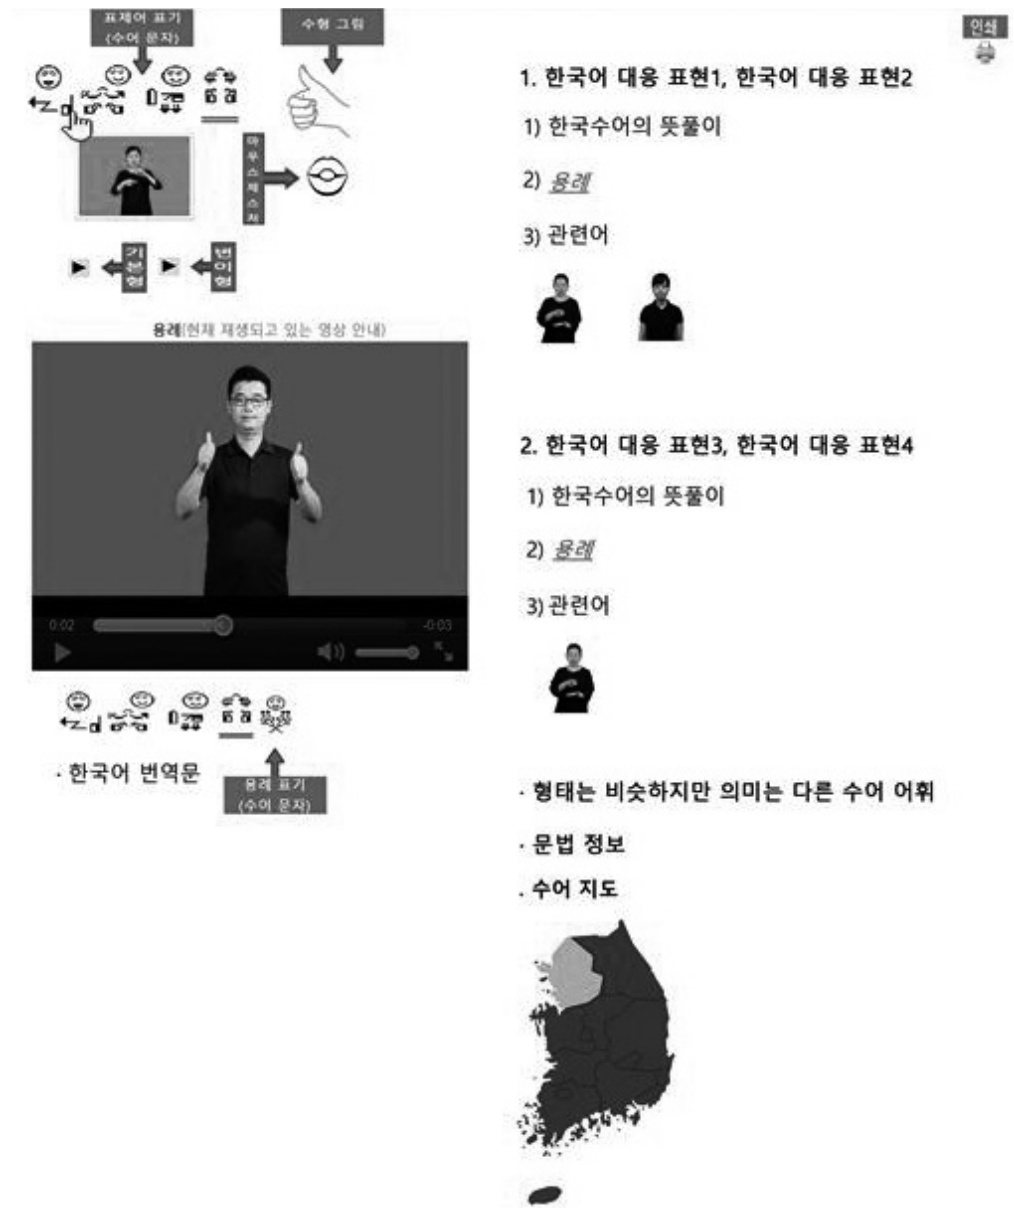 표제어 표기
(수어 문자)
수형 그림
마우스제스처
기본형
변이형
용례(현재 재생되고 있는 영상 안내)
0:02
-0:03
· 한국어 번역문
용례 표기
(수어 문자)
인쇄
1. 한국어 대응 표현1, 한국어 대응 표현2
1) 한국수어의 뜻풀이
2) 용례
3) 관련어
2. 한국어 대응 표현3, 한국어 대응 표현4
1) 한국수어의 뜻풀이
2) 용례
3) 관련어
· 형태는 비슷하지만 의미는 다른 수어 어휘
· 문법 정보
. 수어 지도